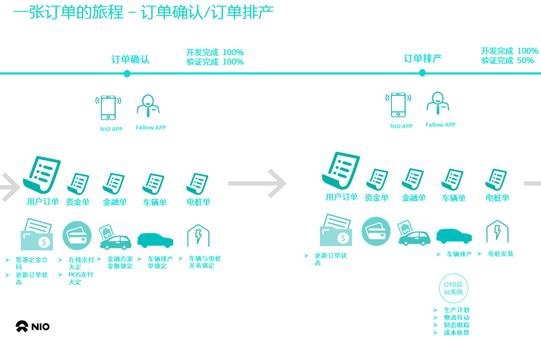 一张订单的旅程 – 订单确认/订单排产
订单确认
开发完成 100%
验证完成 100%
订单排产
开发完成 100%
验证完成 50%
NIO APP
Fellow APP
NIO APP
Fellow APP
用户订单
资金单
金融单
车辆单
电桩单
用户订单
资金单
金融单
车辆单
电桩单
➢ 签署定金合
同
➢ 更新订单状
态
➢ 在线支付
大定
➢ POS支付
大定
➢ 金融方案
金额锁定
➢ 车辆排产
单锁定
➢ 车辆与电桩
关系锁定
➢ 更新订单状
态
➢ 车辆排产
➢ 电桩安装
OTD后
台系统
➢ 生产计划
➢ 物流拉动
➢ 制造跟踪
➢ 成本核算
NIO